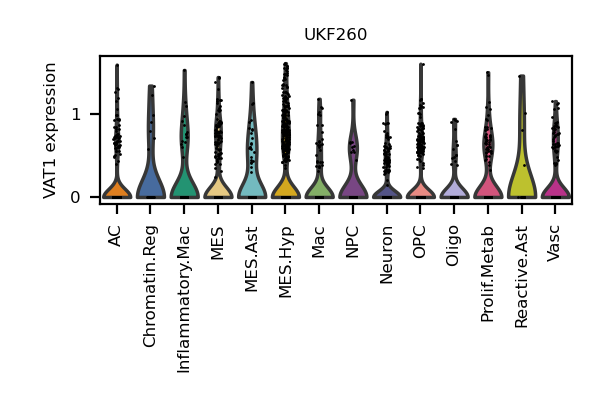 UKF260
VAT1 expression
1
0
AC
Chromatin.Reg
Inflammatory.Mac
MES
MES.Ast
MES.Hyp
Mac
NPC
Neuron
OPC
Oligo
Prolif.Metab
Reactive.Ast
Vasc